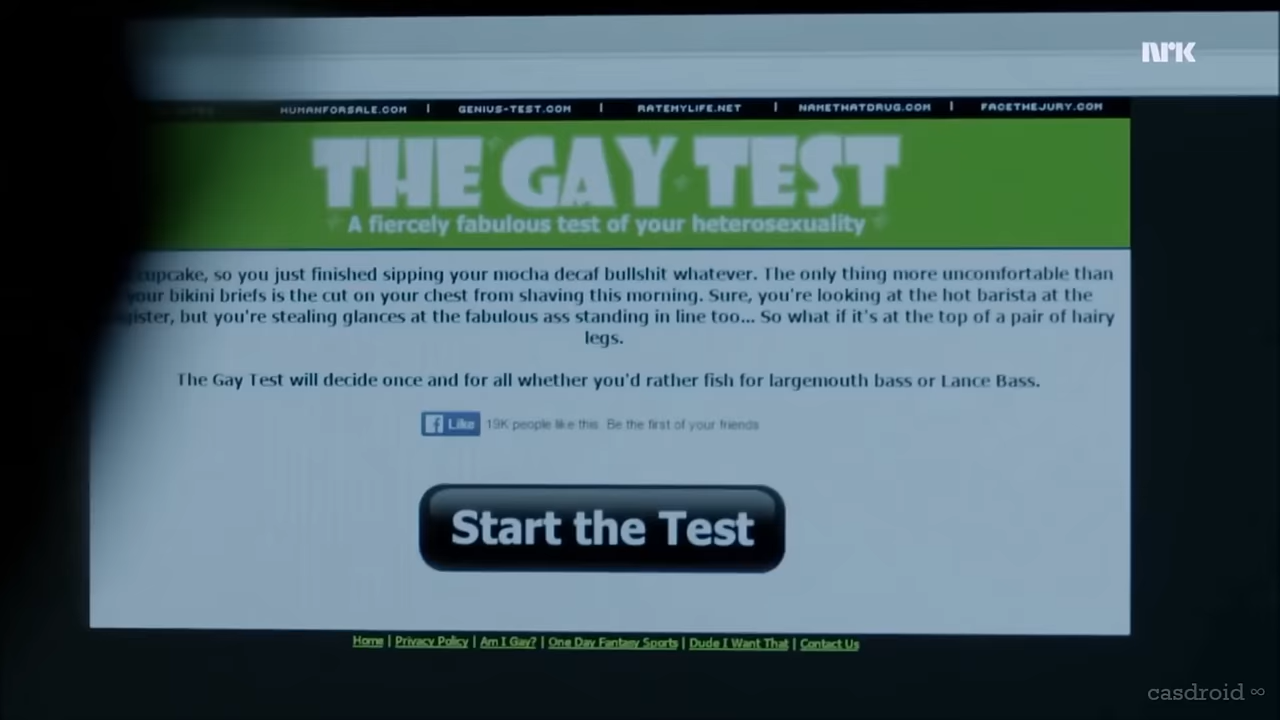 NRK
HUMANFORSALE.COM | GENIUS-TEST.COM | RATEMYLIFE.NET | NAMETHATDRUG.COM | FACETHEJURY.COM
THE GAY TEST
A fiercely fabulous test of your heterosexuality
cupcake, so you just finished sipping your mocha decaf bullshit whatever. The only thing more uncomfortable than
your bikini briefs is the cut on your chest from shaving this morning. Sure, you're looking at the hot barista at the
gister, but you're stealing glances at the fabulous ass standing in line too... So what if it's at the top of a pair of hairy
legs.
The Gay Test will decide once and for all whether you'd rather fish for largemouth bass or Lance Bass.
f Like 19K people like this. Be the first of your friends
Start the Test
Home | Privacy Policy | Am I Gay? | One Day Fantasy Sports | Dude I Want That | Contact Us
casdroid ∞